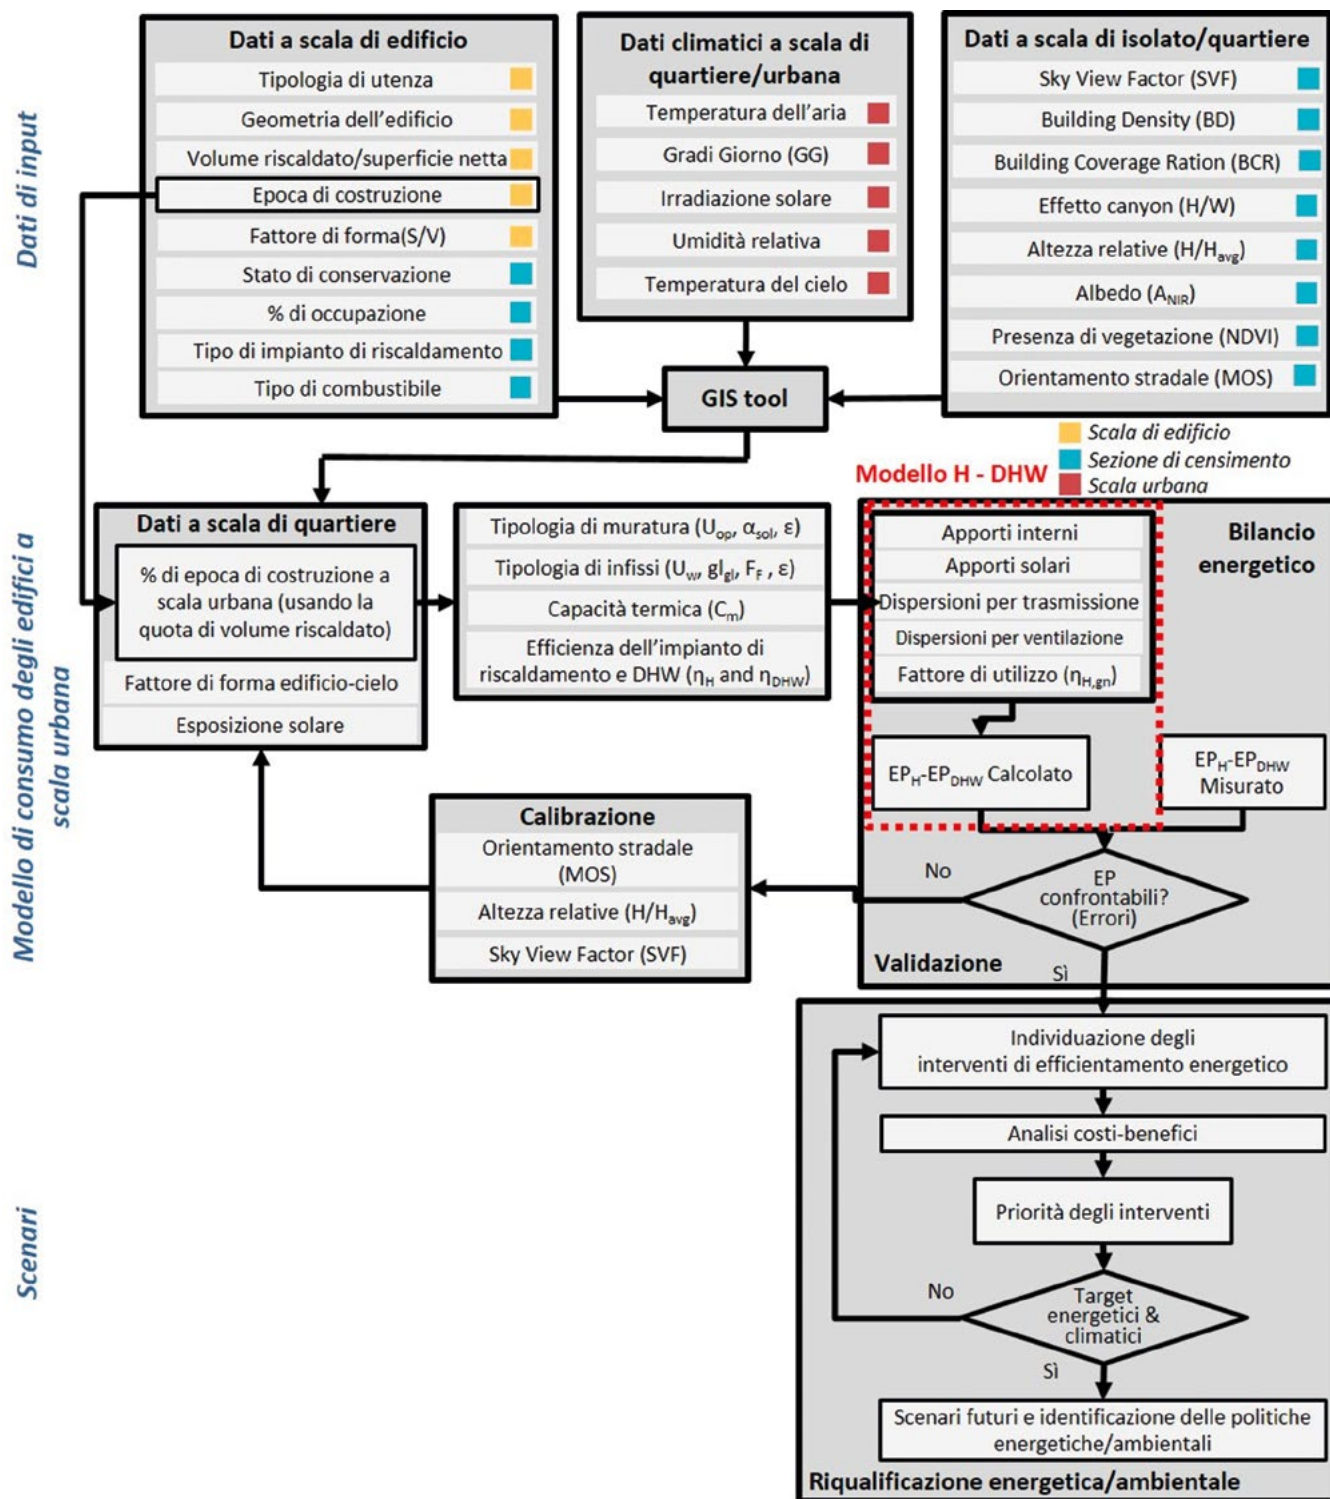 Dati di input
Dati a scala di edificio
Tipologia di utenza
Geometria dell'edificio
Volume riscaldato/superficie netta
Epoca di costruzione
Fattore di forma(S/V)
Stato di conservazione
% di occupazione
Tipo di impianto di riscaldamento
Tipo di combustibile
Dati climatici a scala di
quartiere/urbana
Temperatura dell'aria
Gradi Giorno (GG)
Irradiazione solare
Umidità relativa
Temperatura del cielo
Dati a scala di isolato/quartiere
Sky View Factor (SVF)
Building Density (BD)
Building Coverage Ration (BCR)
Effetto canyon (H/W)
Altezza relative (H/Havg)
Albedo (ANIR)
Presenza di vegetazione (NDVI)
Orientamento stradale (MOS)
GIS tool
Scala di edificio
Sezione di censimento
Scala urbana
Modello di consumo degli edifici a
scala urbana
Dati a scala di quartiere
% di epoca di costruzione a
scala urbana (usando la
quota di volume riscaldato)
Fattore di forma edificio-cielo
Esposizione solare
Tipologia di muratura (Uop, αsol, ε)
Tipologia di infissi (Uw, glgl, FF , ε)
Capacità termica (Cm)
Efficienza dell'impianto di
riscaldamento e DHW (ηH and ηDHW)
Modello H - DHW
Bilancio
energetico
Apporti interni
Apporti solari
Dispersioni per trasmissione
Dispersioni per ventilazione
Fattore di utilizzo (ηH,gn)
EPH-EPDHW Calcolato
EPH-EPDHW
Misurato
EP
confrontabili?
(Errori)
No
Sì
Validazione
Calibrazione
Orientamento stradale
(MOS)
Altezza relative (H/Havg)
Sky View Factor (SVF)
Scenari
Individuazione degli
interventi di efficientamento energetico
Analisi costi-benefici
Priorità degli interventi
Target
energetici &
climatici
No
Sì
Scenari futuri e identificazione delle politiche
energetiche/ambientali
Riqualificazione energetica/ambientale